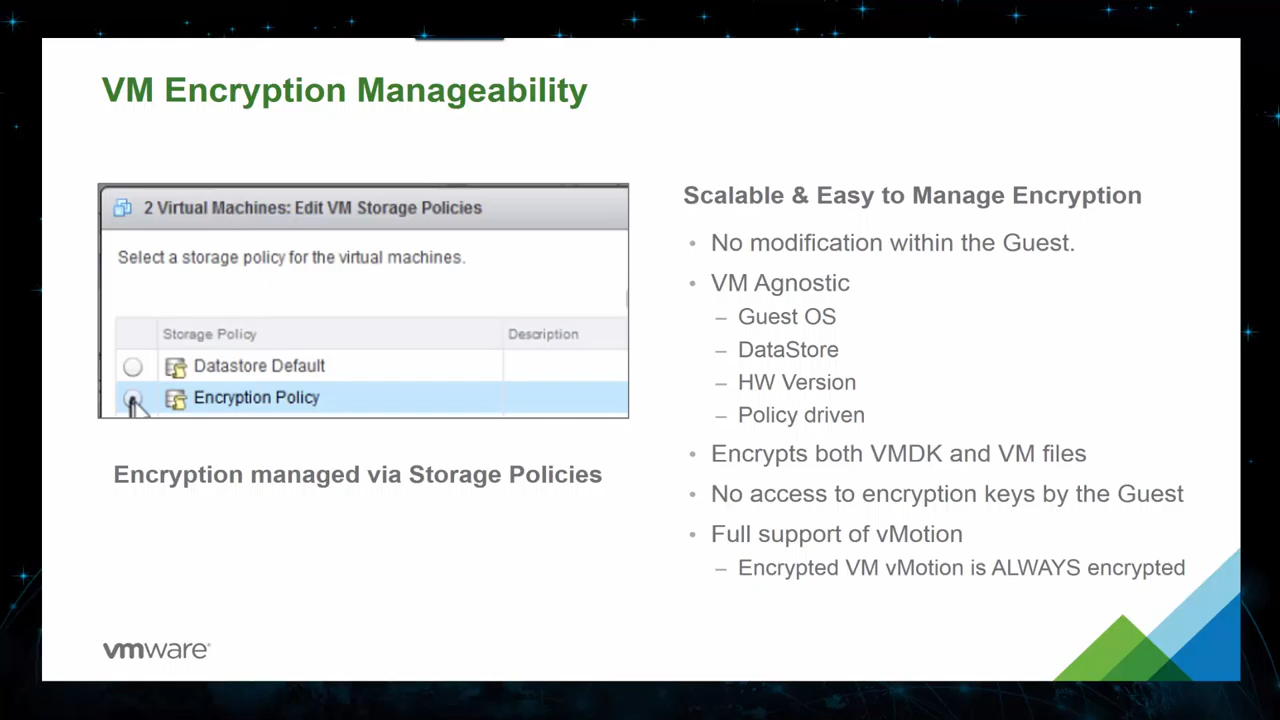 VM Encryption Manageability
2 Virtual Machines: Edit VM Storage Policies
Select a storage policy for the virtual machines.
Storage Policy Description
Datastore Default
Encryption Policy
Encryption managed via Storage Policies
Scalable & Easy to Manage Encryption
• No modification within the Guest.
• VM Agnostic
– Guest OS
– DataStore
– HW Version
– Policy driven
• Encrypts both VMDK and VM files
• No access to encryption keys by the Guest
• Full support of vMotion
– Encrypted VM vMotion is ALWAYS encrypted
vmware®